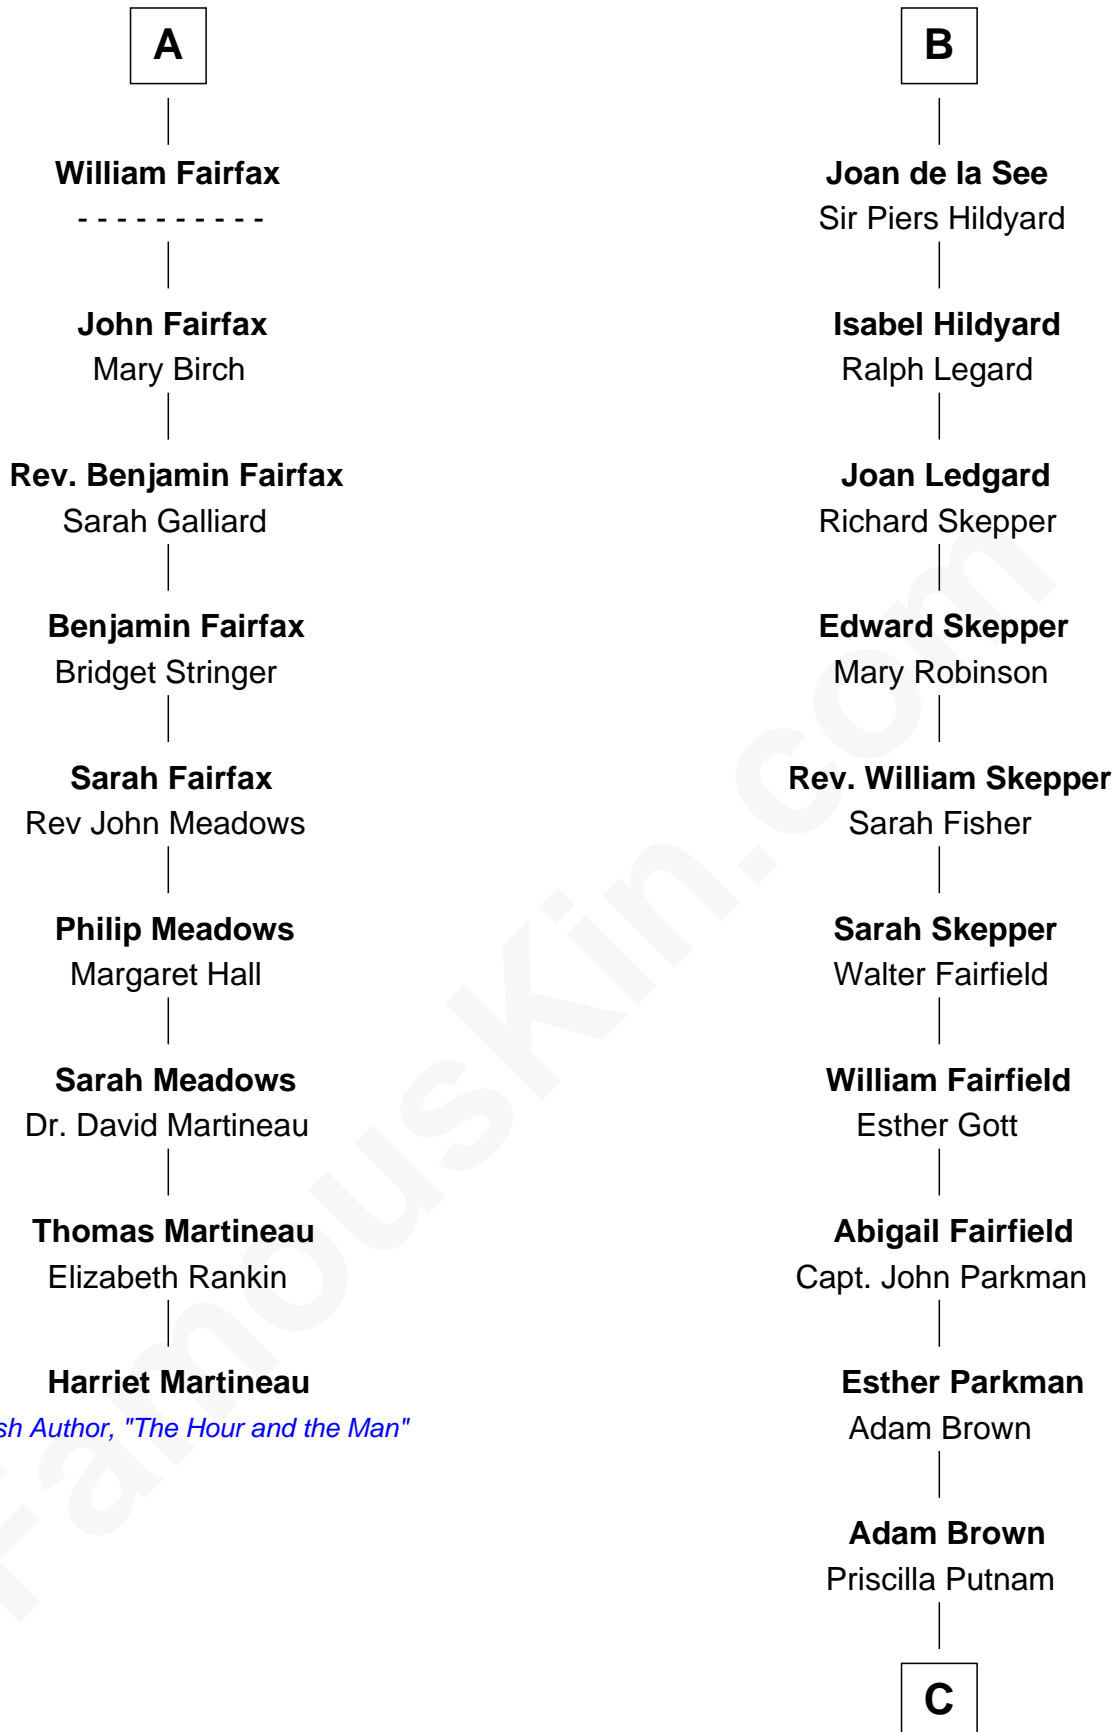 A
William Fairfax
- - - - - - - - - -
John Fairfax
Mary Birch
Rev. Benjamin Fairfax
Sarah Galliard
Benjamin Fairfax
Bridget Stringer
Sarah Fairfax
Rev John Meadows
Philip Meadows
Margaret Hall
Sarah Meadows
Dr. David Martineau
Thomas Martineau
Elizabeth Rankin
Harriet Martineau
sh Author, "The Hour and the Man"
B
Joan de la See
Sir Piers Hildyard
Isabel Hildyard
Ralph Legard
Joan Ledgard
Richard Skepper
Edward Skepper
Mary Robinson
Rev. William Skepper
Sarah Fisher
Sarah Skepper
Walter Fairfield
William Fairfield
Esther Gott
Abigail Fairfield
Capt. John Parkman
Esther Parkman
Adam Brown
Adam Brown
Priscilla Putnam
C
FamousKin.com